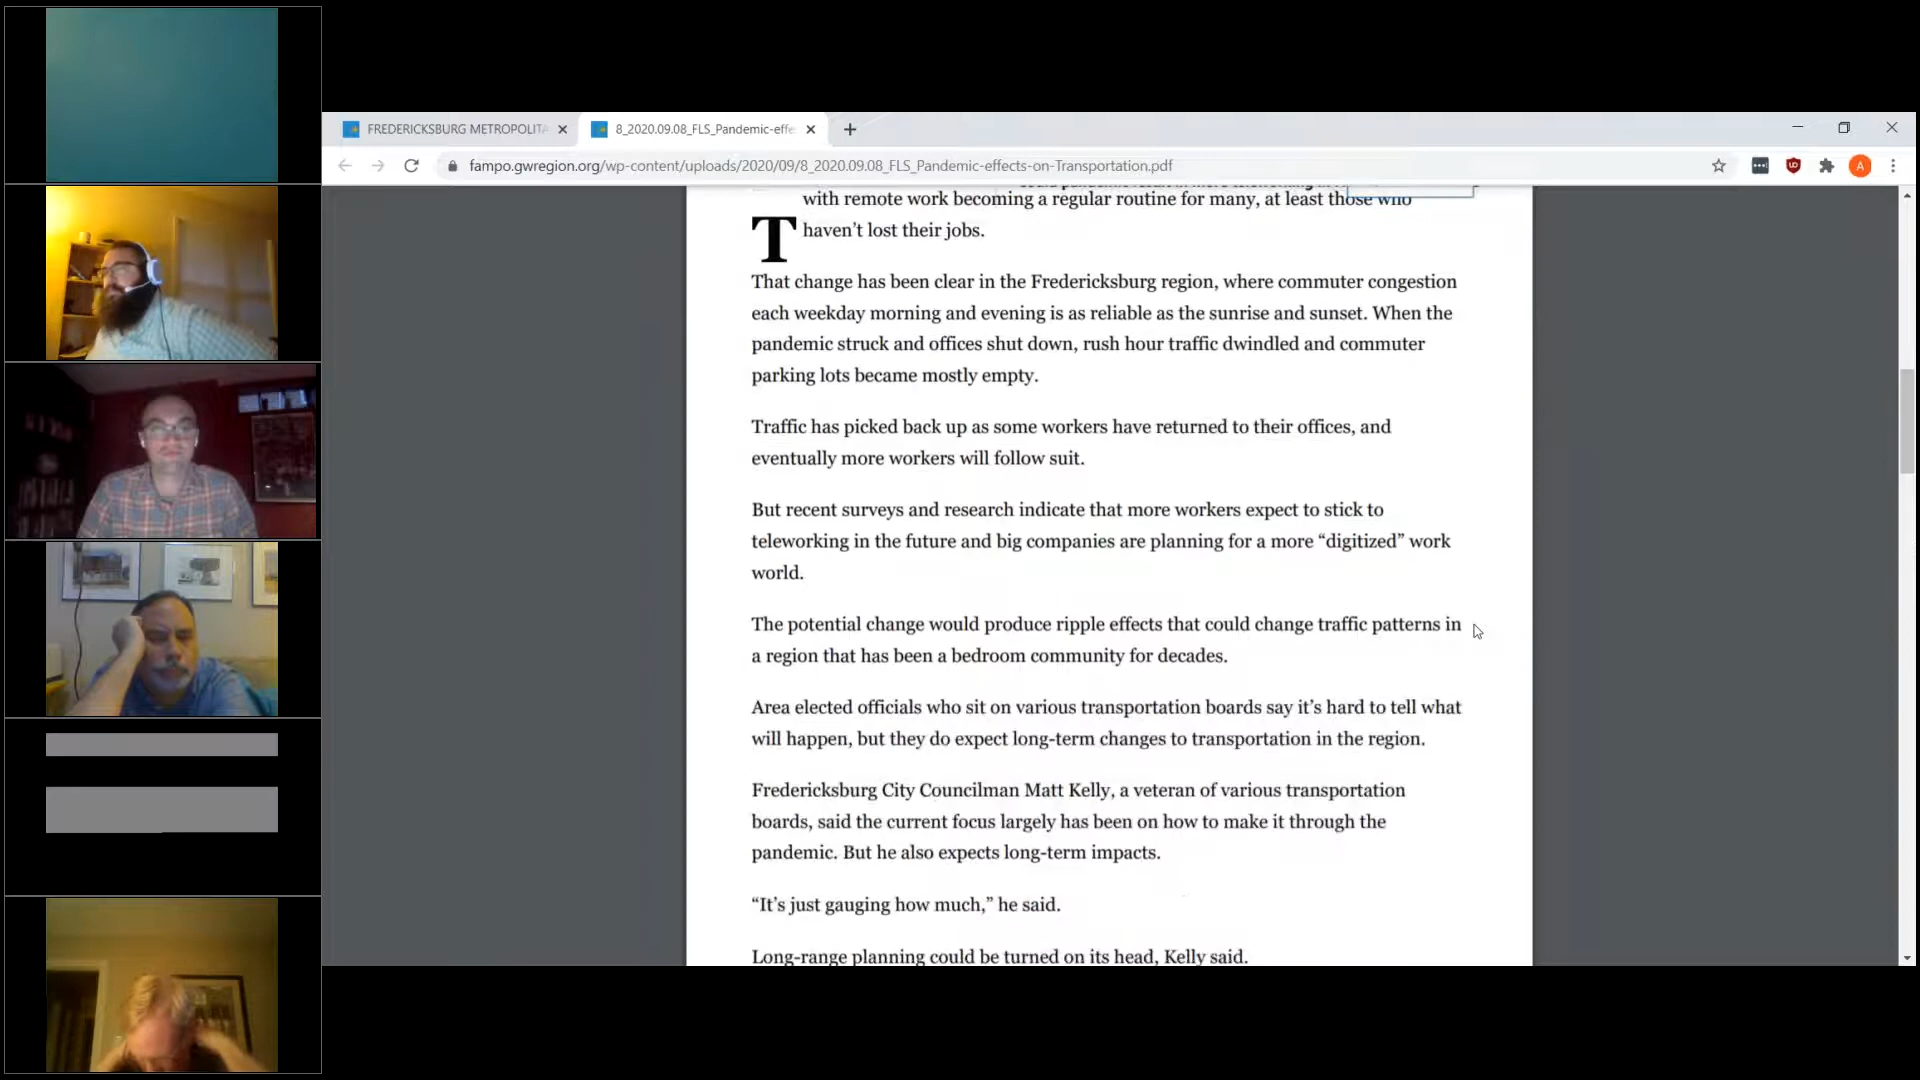 FREDERICKSBURG METROPOLITA
8_2020.09.08_FLS_Pandemic-effe
fampo.gwregion.org/wp-content/uploads/2020/09/8_2020.09.08_FLS_Pandemic-effects-on-Transportation.pdf
A
with remote work becoming a regular routine for many, at least those who
T haven't lost their jobs.
That change has been clear in the Fredericksburg region, where commuter congestion
each weekday morning and evening is as reliable as the sunrise and sunset. When the
pandemic struck and offices shut down, rush hour traffic dwindled and commuter
parking lots became mostly empty.
Traffic has picked back up as some workers have returned to their offices, and
eventually more workers will follow suit.
But recent surveys and research indicate that more workers expect to stick to
teleworking in the future and big companies are planning for a more “digitized” work
world.
The potential change would produce ripple effects that could change traffic patterns in
a region that has been a bedroom community for decades.
Area elected officials who sit on various transportation boards say it's hard to tell what
will happen, but they do expect long-term changes to transportation in the region.
Fredericksburg City Councilman Matt Kelly, a veteran of various transportation
boards, said the current focus largely has been on how to make it through the
pandemic. But he also expects long-term impacts.
“It's just gauging how much,” he said.
Long-range planning could be turned on its head, Kelly said.